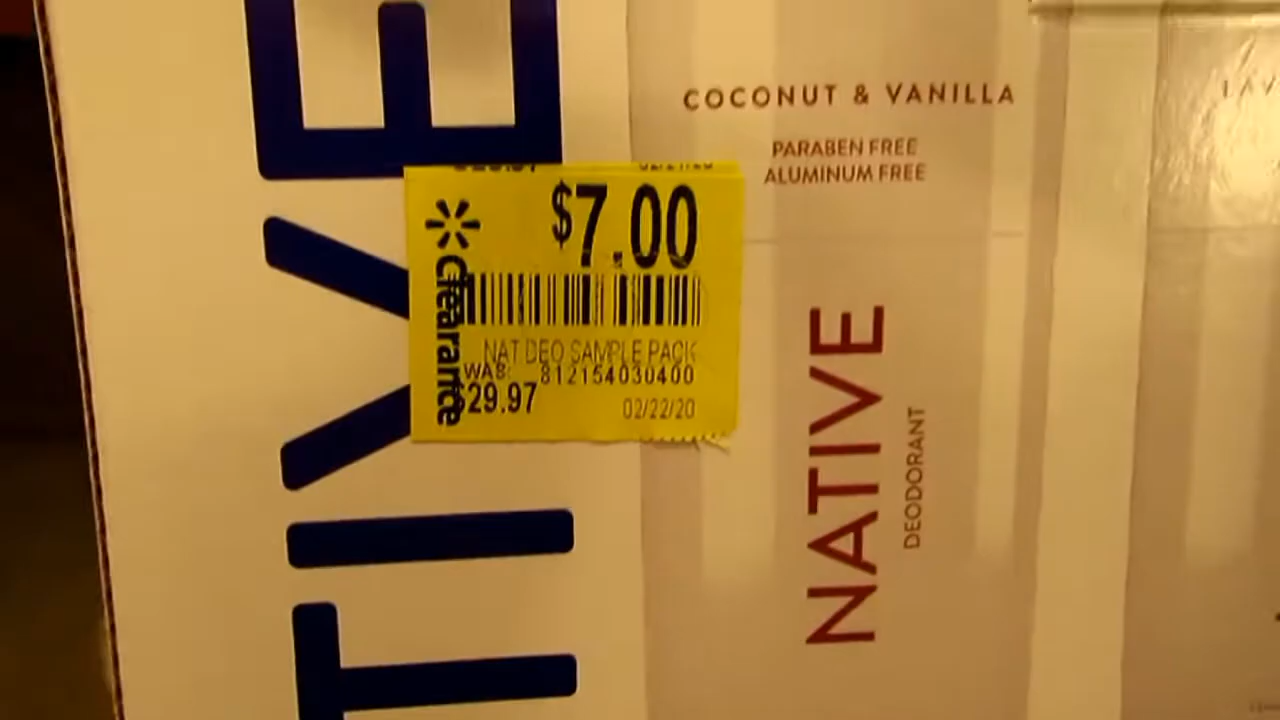 COCONUT & VANILLA
PARABEN FREE
ALUMINUM FREE
NATIVE
DEODORANT
$7.00
Clearance
NAT DEO SAMPLE PACK
WAS: 812154030400
$29.97 02/22/20
TIVE
LAV